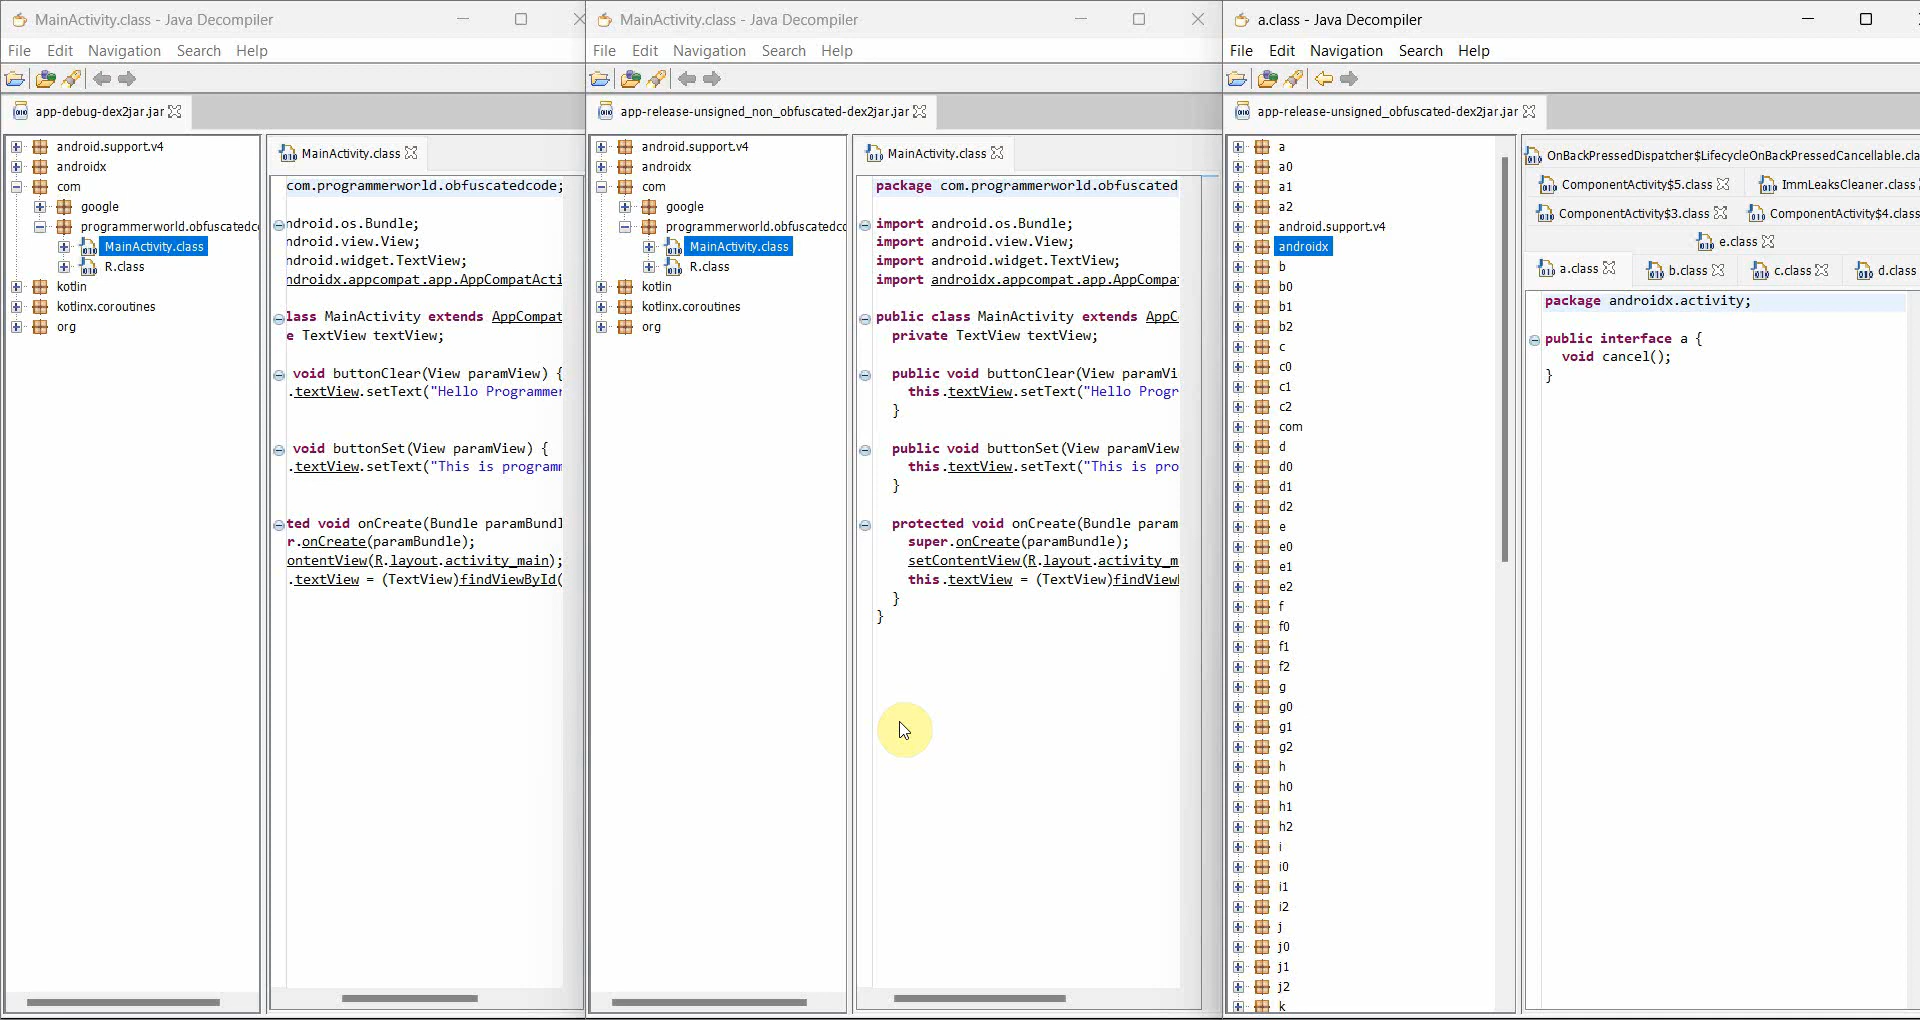 MainActivity.class - Java Decompiler
File Edit Navigation Search Help
app-debug-dex2jar.jar
android.support.v4
androidx
com
google
programmerworld.obfuscatedco
MainActivity.class
R.class
kotlin
kotlinx.coroutines
org
MainActivity.class
com.programmerworld.obfuscatedcode;
ndroid.os.Bundle;
ndroid.view.View;
ndroid.widget.TextView;
ndroidx.appcompat.app.AppCompatActi
lass MainActivity extends AppCompat
e TextView textView;
void buttonClear(View paramView) {
.textView.setText("Hello Programmer
void buttonSet(View paramView) {
.textView.setText("This is programm
ted void onCreate(Bundle paramBundl
r.onCreate(paramBundle);
ontentView(R.layout.activity_main);
.textView = (TextView)findViewById(
MainActivity.class - Java Decompiler
File Edit Navigation Search Help
app-release-unsigned_non_obfuscated-dex2jar.jar
android.support.v4
androidx
com
google
programmerworld.obfuscatedco
MainActivity.class
R.class
kotlin
kotlinx.coroutines
org
MainActivity.class
package com.programmerworld.obfuscated
import android.os.Bundle;
import android.view.View;
import android.widget.TextView;
import androidx.appcompat.app.AppCompat
public class MainActivity extends AppC
private TextView textView;
public void buttonClear(View paramVi
this.textView.setText("Hello Progr
}
public void buttonSet(View paramView
this.textView.setText("This is pro
}
protected void onCreate(Bundle param
super.onCreate(paramBundle);
setContentView(R.layout.activity_m
this.textView = (TextView)findView
}
}
a.class - Java Decompiler
File Edit Navigation Search Help
app-release-unsigned_obfuscated-dex2jar.jar
a
a0
a1
a2
android.support.v4
androidx
b
b0
b1
b2
c
c0
c1
c2
com
d
d0
d1
d2
e
e0
e1
e2
f
f0
f1
f2
g
g0
g1
g2
h
h0
h1
h2
i
i0
i1
i2
j
j0
j1
j2
k
OnBackPressedDispatcher$LifecycleOnBackPressedCancellable.cla
ComponentActivity$5.class ImmLeaksCleaner.class
ComponentActivity$3.class ComponentActivity$4.class
e.class
a.class b.class c.class d.class
package androidx.activity;
public interface a {
void cancel();
}